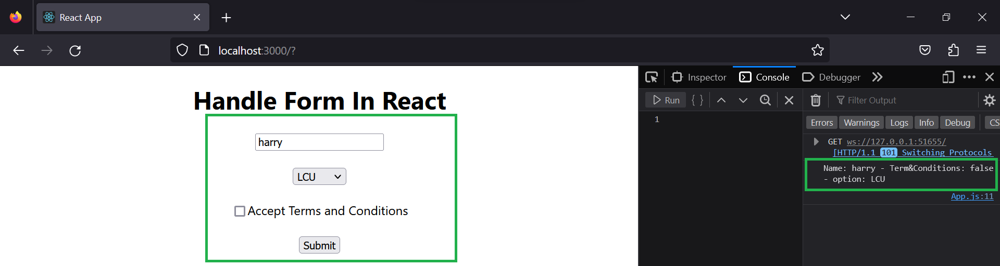 React App
localhost:3000/?
Handle Form In React
harry
LCU
Accept Terms and Conditions
Submit
Inspector
Console
Debugger
Run
{ }
Filter Output
1
Errors
Warnings
Logs
Info
Debug
CS
GET ws://127.0.0.1:51655/
[HTTP/1.1 101 Switching Protocols
Name: harry - Term&Conditions: false
- option: LCU
App.js:11